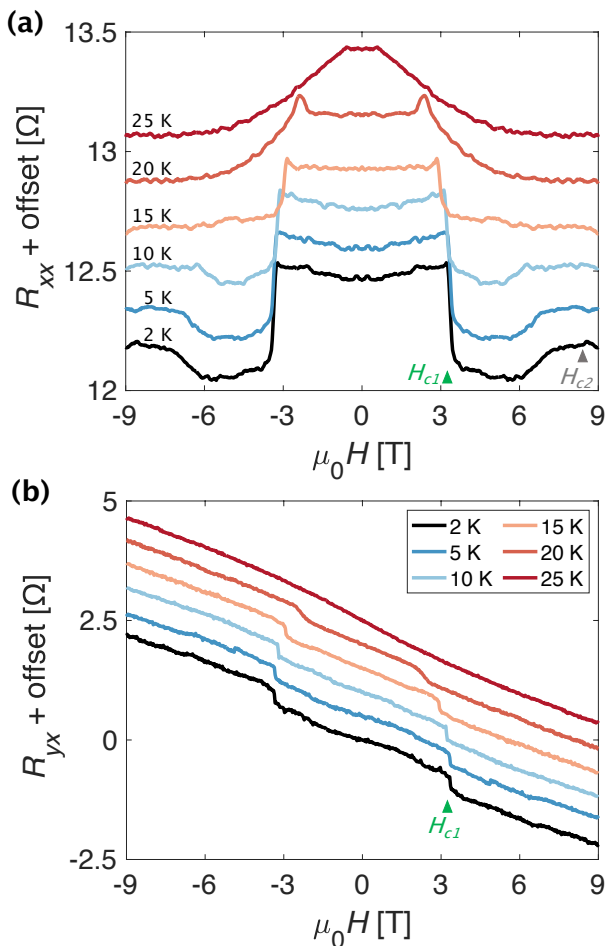 (a)
R_xx + offset [Ω]
13.5
13
12.5
12
25 K
20 K
15 K
10 K
5 K
2 K
H_c1
H_c2
-9 -6 -3 0 3 6 9
μ_0H [T]
(b)
R_yx + offset [Ω]
5
2.5
0
-2.5
2 K 15 K
5 K 20 K
10 K 25 K
H_c1
-9 -6 -3 0 3 6 9
μ_0H [T]